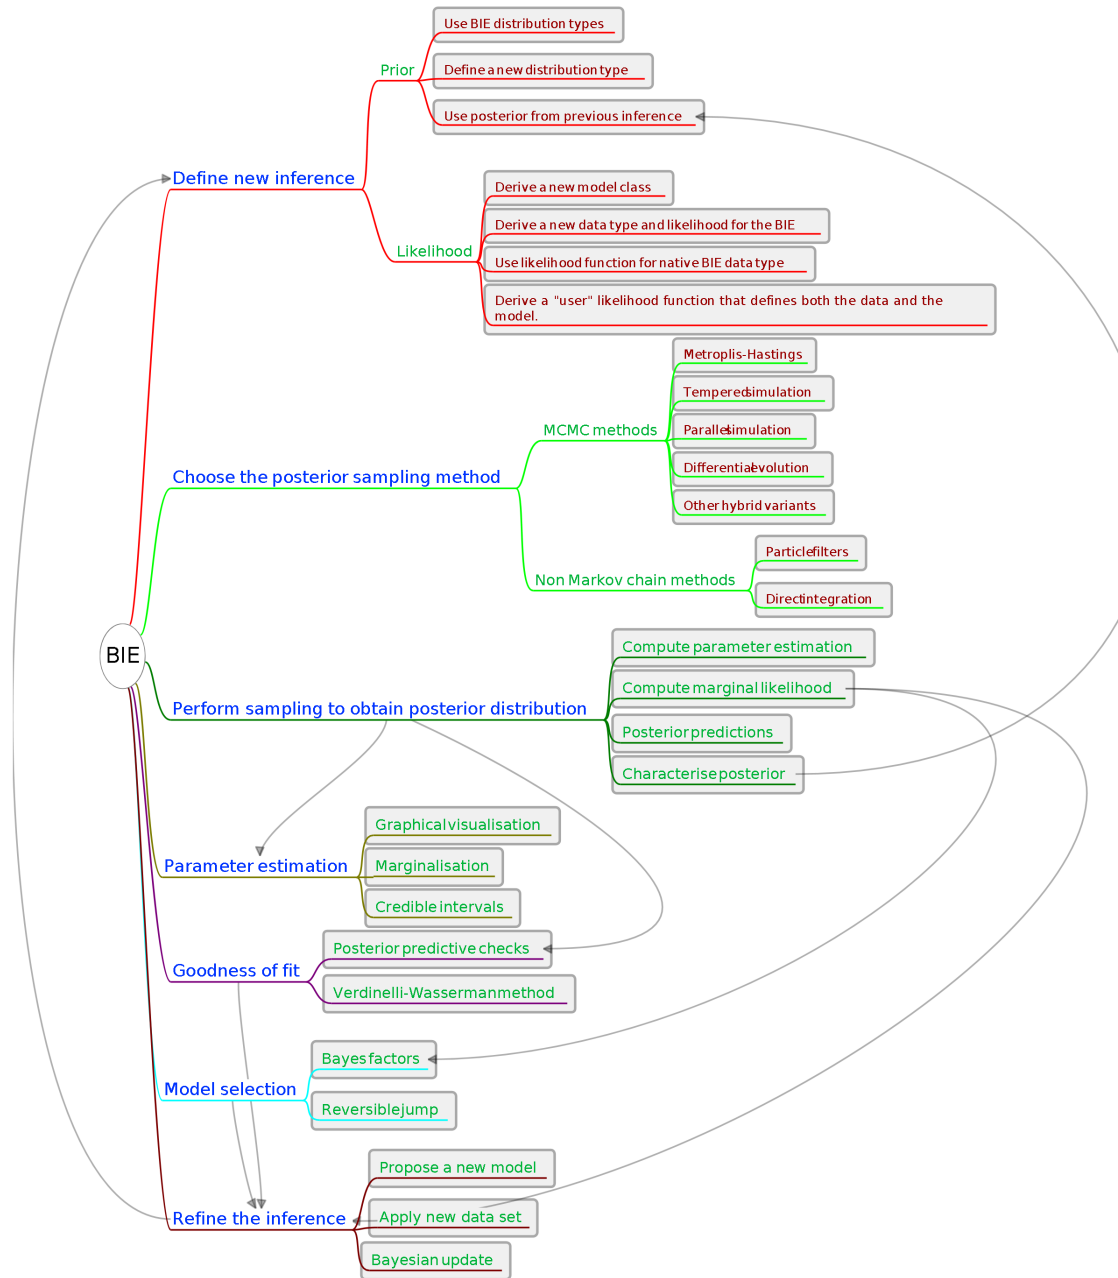 Use BIE distribution types
Prior
Define a new distribution type
Use posterior from previous inference
Define new inference
Derive a new model class
Derive a new data type and likelihood for the BIE
Likelihood
Use likelihood function for native BIE data type
Derive a "user" likelihood function that defines both the data and the
model.
Metroplis-Hastings
Tempered simulation
MCMC methods
Parallel simulation
Choose the posterior sampling method
Differential evolution
Other hybrid variants
Particle filters
Non Markov chain methods
Direct integration
BIE
Compute parameter estimation
Compute marginal likelihood
Perform sampling to obtain posterior distribution
Posterior predictions
Characterise posterior
Graphical visualisation
Parameter estimation
Marginalisation
Credible intervals
Posterior predictive checks
Goodness of fit
Verdinelli-Wasserman method
Bayes factors
Model selection
Reversible jump
Propose a new model
Refine the inference
Apply new data set
Bayesian update